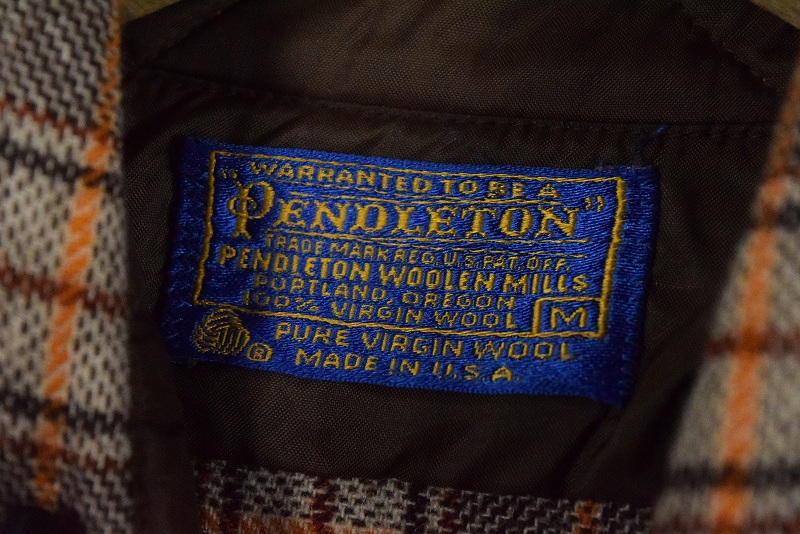 "WARRANTED TO BE A
PENDLETON"
TRADE MARK REG. U.S. PAT. OFF.
PENDLETON WOOLEN MILLS
PORTLAND, OREGON
100% VIRGIN WOOL M
PURE VIRGIN WOOL
® MADE IN U.S.A.